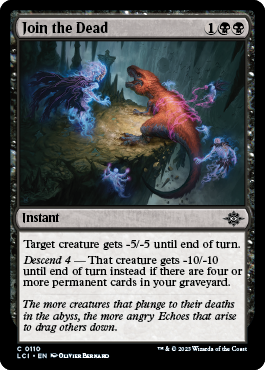 Join the Dead 1
Instant
Target creature gets -5/-5 until end of turn.
Descend 4 — That creature gets -10/-10
until end of turn instead if there are four or
more permanent cards in your graveyard.
The more creatures that plunge to their deaths
in the abyss, the more angry Echoes that arise
to drag others down.
C 0110
LCI • EN Olivier Bernard
™ & © 2023 Wizards of the Coast